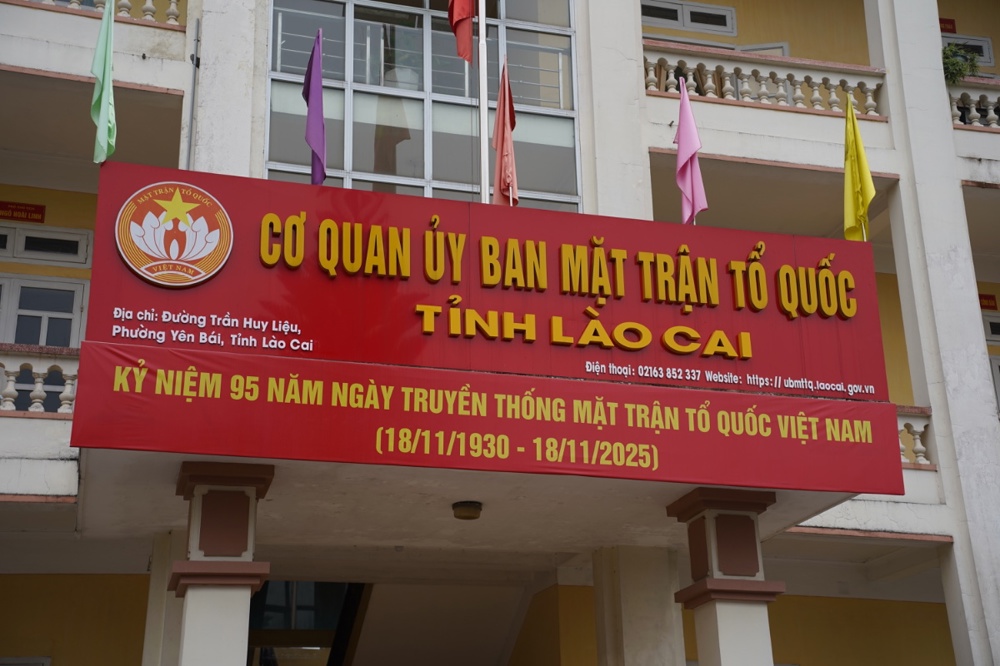 MẶT TRẬN TỔ QUỐC
VIỆT NAM
CƠ QUAN ỦY BAN MẶT TRẬN TỔ QUỐC
TỈNH LÀO CAI
Địa chỉ: Đường Trần Huy Liệu,
Phường Yên Bái, Tỉnh Lào Cai
Điện thoại : 02163 852 337 Website: https:// ubmttq.laocai.gov.vn
KỶ NIỆM 95 NĂM NGÀY TRUYỀN THỐNG MẶT TRẬN TỔ QUỐC VIỆT NAM
(18/11/1930 - 18/11/2025)